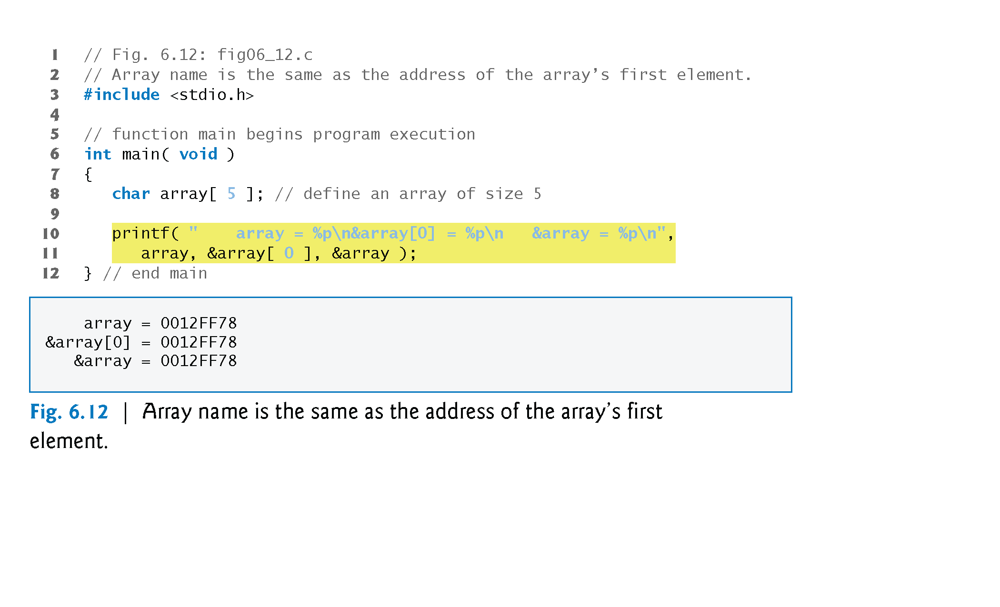 1 // Fig. 6.12: fig06_12.c
2 // Array name is the same as the address of the array’s first element.
3 #include <stdio.h>
4
5 // function main begins program execution
6 int main( void )
7 {
8    char array[ 5 ]; // define an array of size 5
9
10    printf( "    array = %p\n&array[0] = %p\n   &array = %p\n",
11       array, &array[ 0 ], &array );
12 } // end main
    array = 0012FF78
&array[0] = 0012FF78
   &array = 0012FF78
Fig. 6.12 | Array name is the same as the address of the array’s first
element.